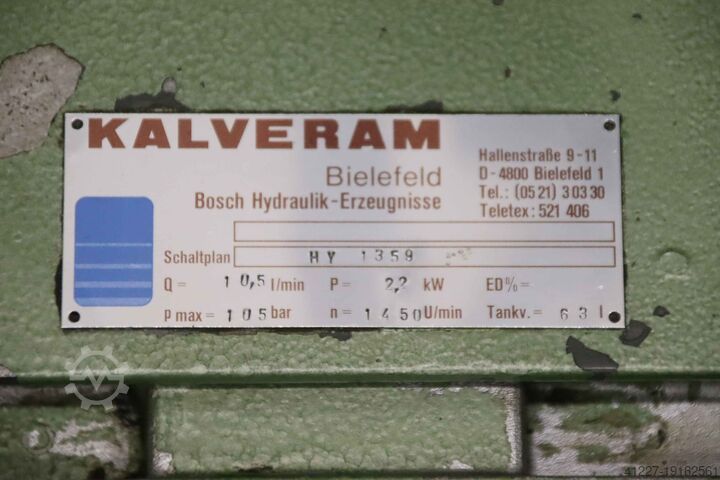 KALVERAM
Bielefeld
Bosch Hydraulik-Erzeugnisse
Hallenstraße 9-11
D-4800 Bielefeld 1
Tel.: (0521) 30330
Teletex: 521 406
Schaltplan HY 1359
Q = 10,5 l/min P = 2,2 kW ED% =
p max = 105 bar n = 1450 U/min Tankv. = 63 l
41227-19162561